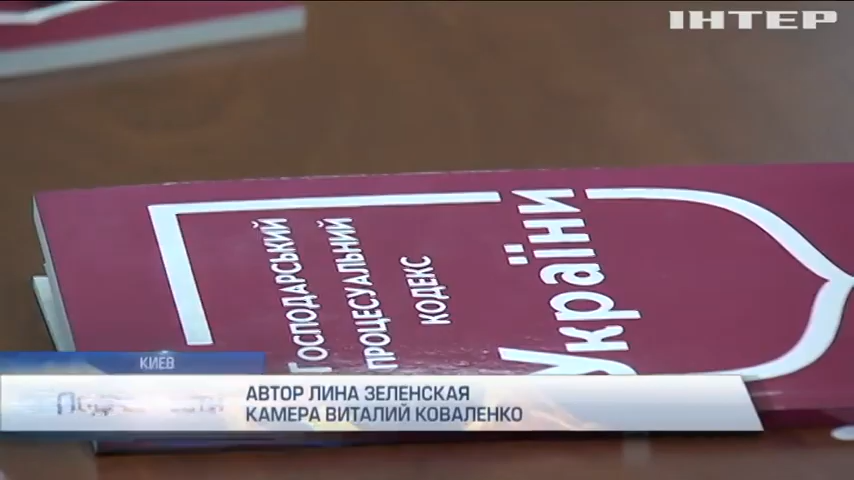 ІНТЕР
Господарський
процесуальний
кодекс
України
КИЕВ
АВТОР ЛИНА ЗЕЛЕНСКАЯ
КАМЕРА ВИТАЛИЙ КОВАЛЕНКО